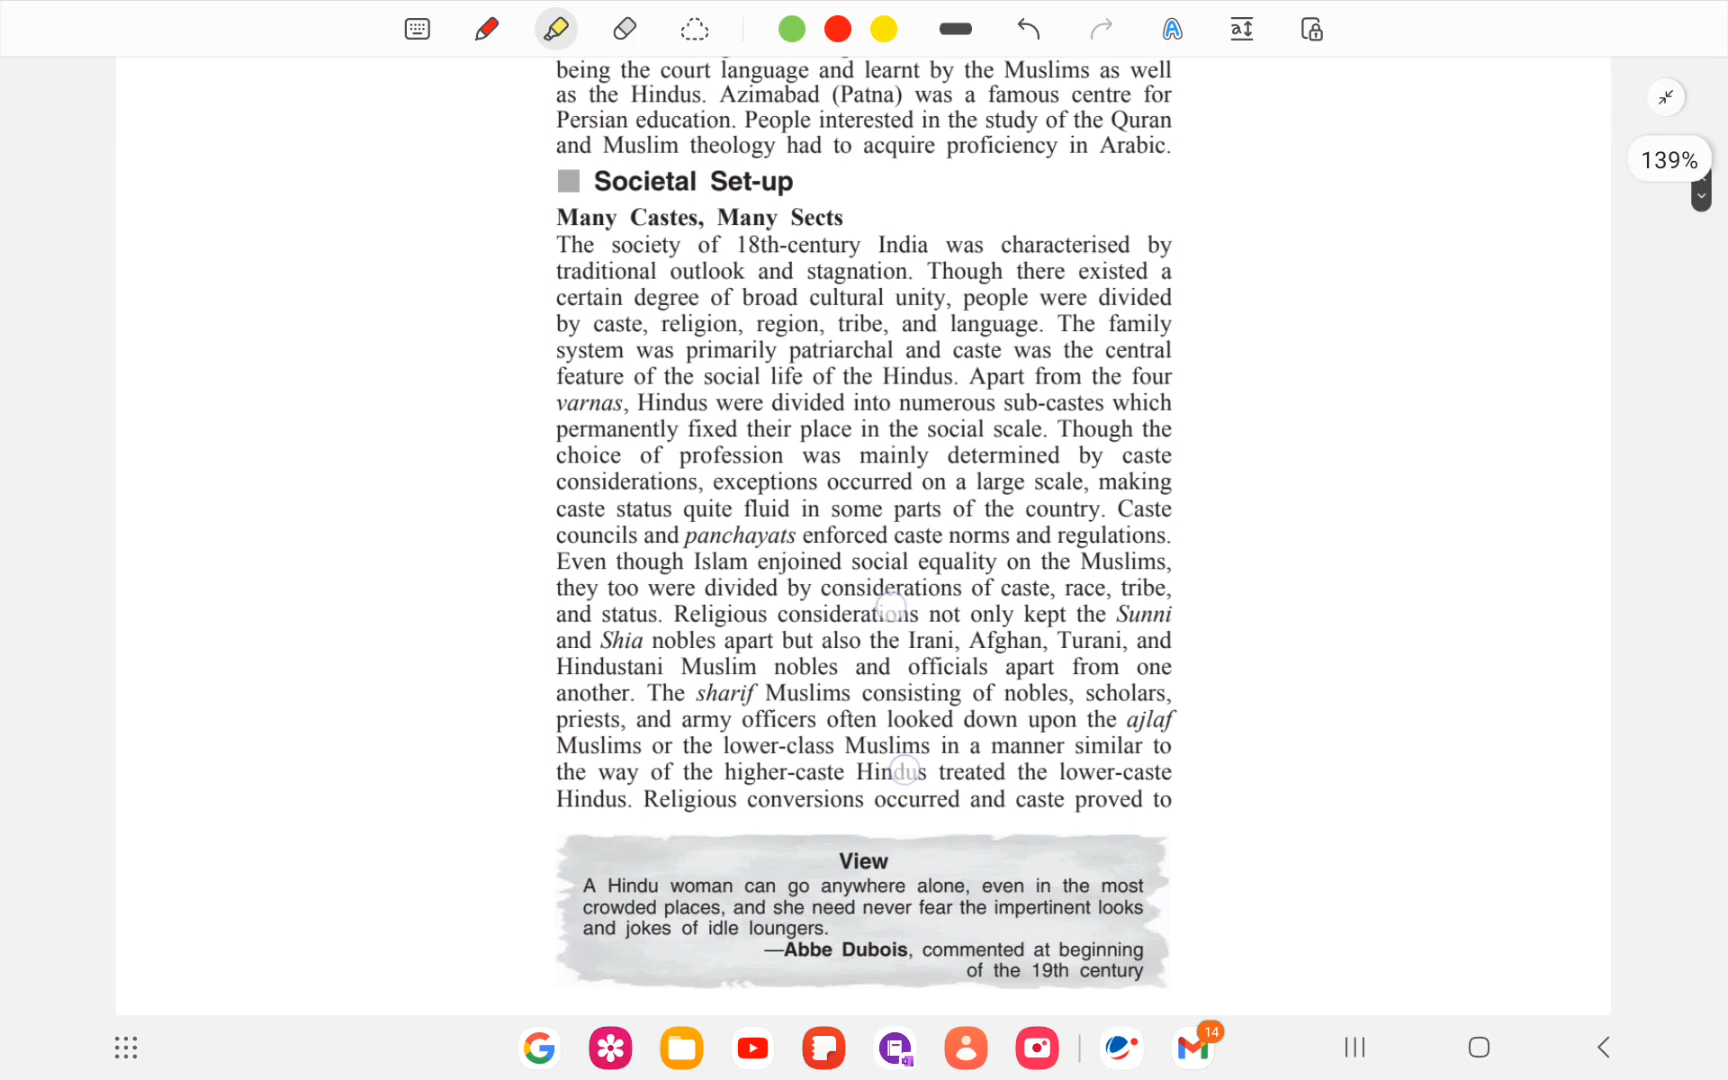 being the court language and learnt by the Muslims as well
as the Hindus. Azimabad (Patna) was a famous centre for
Persian education. People interested in the study of the Quran
and Muslim theology had to acquire proficiency in Arabic.
139%
Societal Set-up
Many Castes, Many Sects
The society of 18th-century India was characterised by
traditional outlook and stagnation. Though there existed a
certain degree of broad cultural unity, people were divided
by caste, religion, region, tribe, and language. The family
system was primarily patriarchal and caste was the central
feature of the social life of the Hindus. Apart from the four
varnas, Hindus were divided into numerous sub-castes which
permanently fixed their place in the social scale. Though the
choice of profession was mainly determined by caste
considerations, exceptions occurred on a large scale, making
caste status quite fluid in some parts of the country. Caste
councils and panchayats enforced caste norms and regulations.
Even though Islam enjoined social equality on the Muslims,
they too were divided by considerations of caste, race, tribe,
and status. Religious considerations not only kept the Sunni
and Shia nobles apart but also the Irani, Afghan, Turani, and
Hindustani Muslim nobles and officials apart from one
another. The sharif Muslims consisting of nobles, scholars,
priests, and army officers often looked down upon the ajlaf
Muslims or the lower-class Muslims in a manner similar to
the way of the higher-caste Hindus treated the lower-caste
Hindus. Religious conversions occurred and caste proved to
View
A Hindu woman can go anywhere alone, even in the most
crowded places, and she need never fear the impertinent looks
and jokes of idle loungers.
—Abbe Dubois, commented at beginning
of the 19th century
14